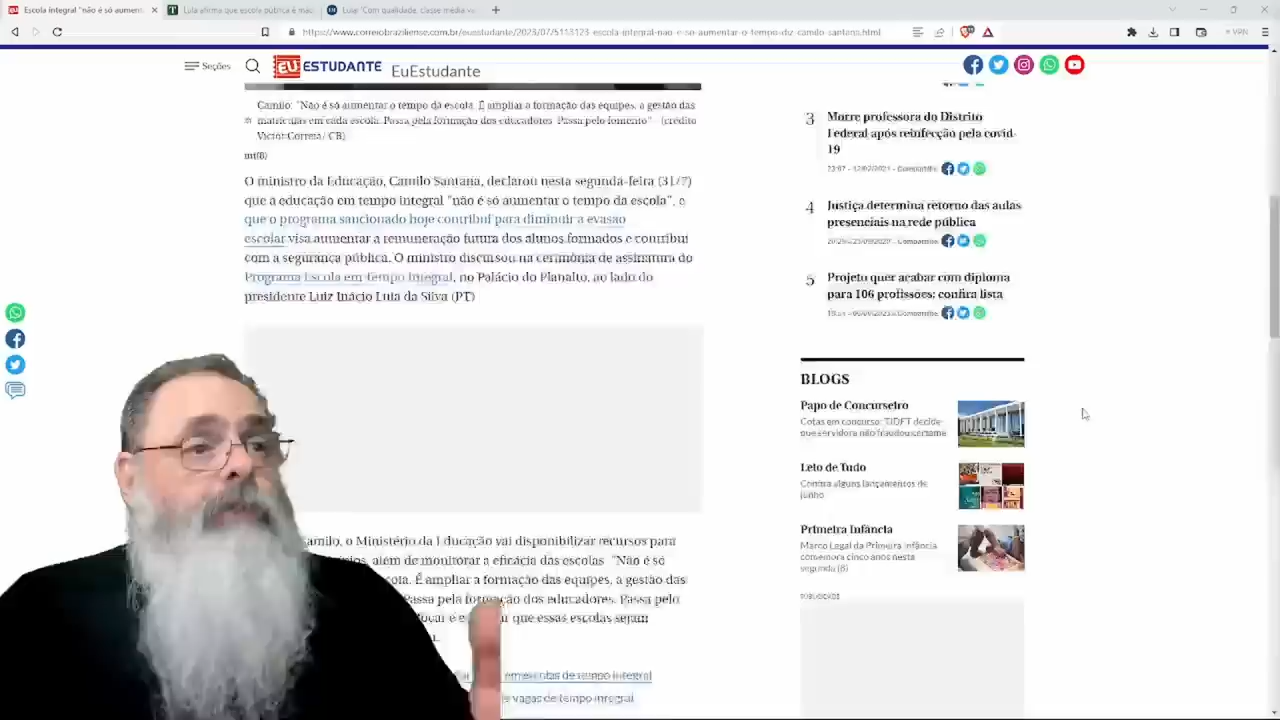 Escola integral "não é só aument
Lula afirma que escola pública é mão
Lula: 'Com qualidade, classe média vo
https://www.correiobraziliense.com.br/euestudante/2023/07/5113123-escola-integral-nao-e-so-aumentar-o-tempo-diz-camilo-santana.html
VPN
Seções
EU ESTUDANTE
EuEstudante
Camilo: "Não é só aumentar o tempo da escola. É ampliar a formação das equipes, a gestão das
matrículas em cada escola. Passa pela formação dos educadores. Passa pelo fomento" (crédito
Victor Correia/CB)
O ministro da Educação, Camilo Santana, declarou nesta segunda-feira (31/7)
que a educação em tempo integral "não é só aumentar o tempo da escola", e
que o programa sancionado hoje contribui para diminuir a evasão
escolar visa aumentar a remuneração futura dos alunos formados e contribui
com a segurança pública. O ministro discursou na cerimônia de assinatura do
Programa Escola em Tempo Integral, no Palácio do Planalto, ao lado do
presidente Luiz Inácio Lula da Silva (PT)
amilo, o Ministério da Educação vai disponibilizar recursos para
além de monitorar a eficácia das escolas "Não é só
É ampliar a formação das equipes, a gestão das
Passa pela formação dos educadores. Passa pelo
que essas escolas sejam
de tempo integral
vagas de tempo integral
3
Morre professora do Distrito
Federal após reinfecção pela covid-
19
Compartilhe
4
Justiça determina retorno das aulas
presenciais na rede pública
Compartilhe
5
Projeto quer acabar com diploma
para 106 profissões; confira lista
Compartilhe
BLOGS
Papo de Concurseiro
Cotas em concurso: TJDFT decide
que servidora não fraudou certame
Leio de Tudo
Confira alguns lançamentos de
junho
Primeira Infância
Marco Legal da Primeira Infância
comemora cinco anos nesta
segunda (8)
PUBLICIDADE